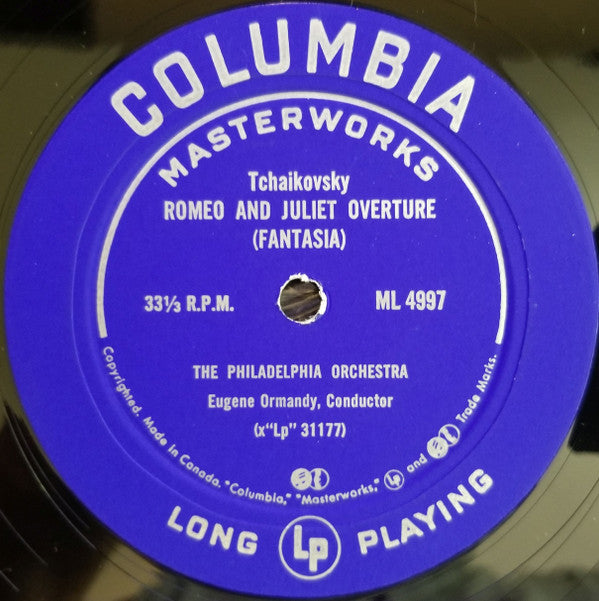 COLUMBIA
MASTERWORKS
Tchaikovsky
ROMEO AND JULIET OVERTURE
(FANTASIA)
33⅓ R.P.M.
ML 4997
THE PHILADELPHIA ORCHESTRA
Eugene Ormandy, Conductor
(x"Lp" 31177)
Copyrighted. Made in Canada. "Columbia," "Masterworks," Lp and Trade Marks.
LONG Lp PLAYING